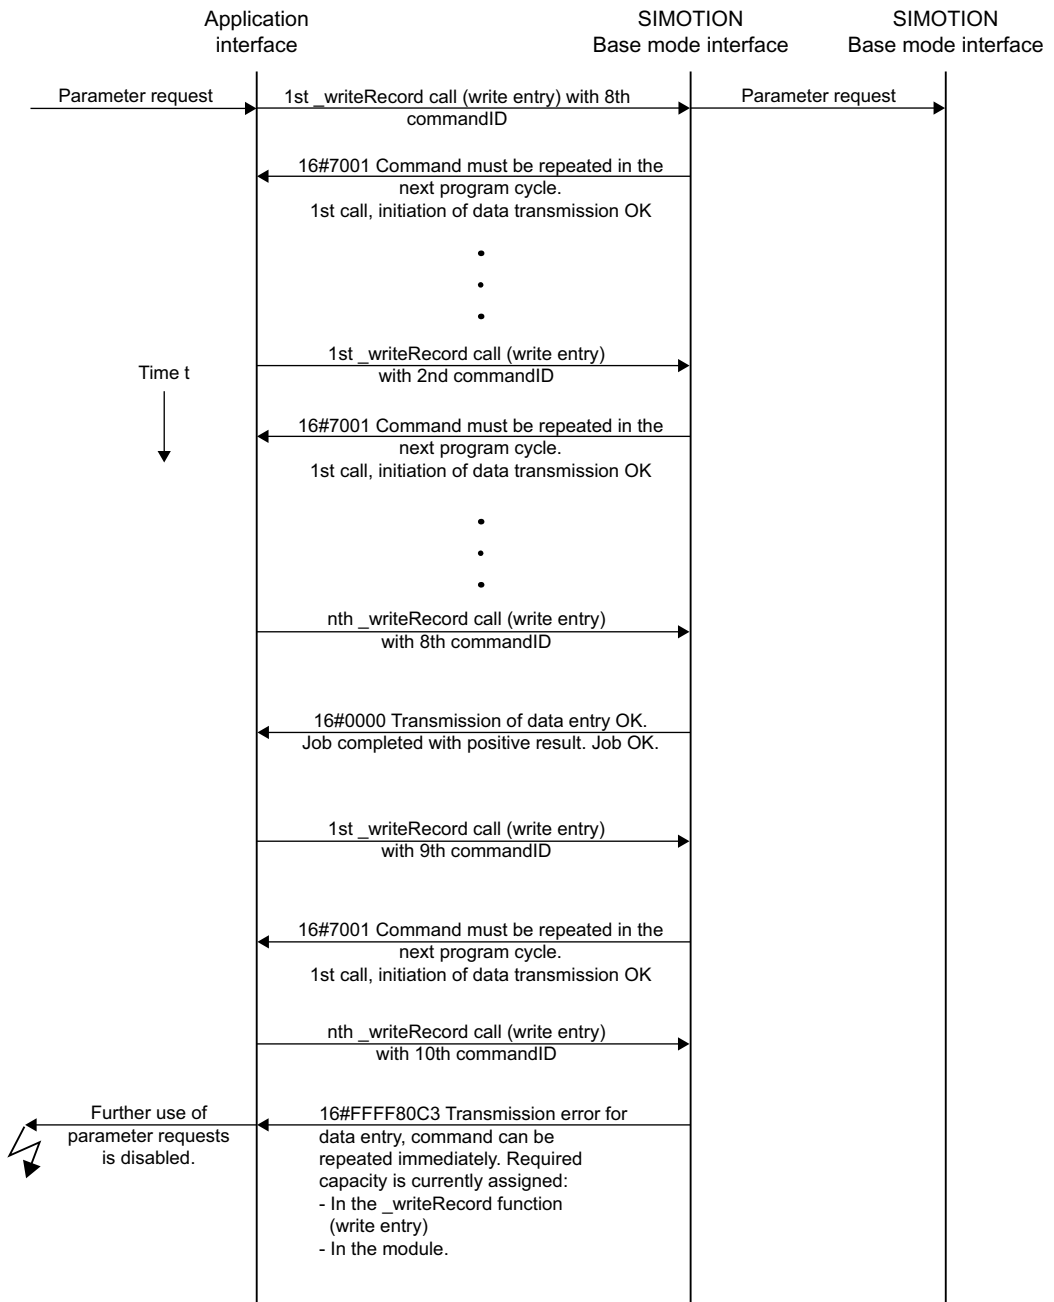 Application
interface
SIMOTION
Base mode interface
SIMOTION
Base mode interface
Parameter request
1st _writeRecord call (write entry) with 8th
commandID
Parameter request
16#7001 Command must be repeated in the
next program cycle.
1st call, initiation of data transmission OK
1st _writeRecord call (write entry)
with 2nd commandID
Time t
16#7001 Command must be repeated in the
next program cycle.
1st call, initiation of data transmission OK
nth _writeRecord call (write entry)
with 8th commandID
16#0000 Transmission of data entry OK.
Job completed with positive result. Job OK.
1st _writeRecord call (write entry)
with 9th commandID
16#7001 Command must be repeated in the
next program cycle.
1st call, initiation of data transmission OK
nth _writeRecord call (write entry)
with 10th commandID
Further use of
parameter requests
is disabled.
16#FFFF80C3 Transmission error for
data entry, command can be
repeated immediately. Required
capacity is currently assigned:
- In the _writeRecord function
(write entry)
- In the module.